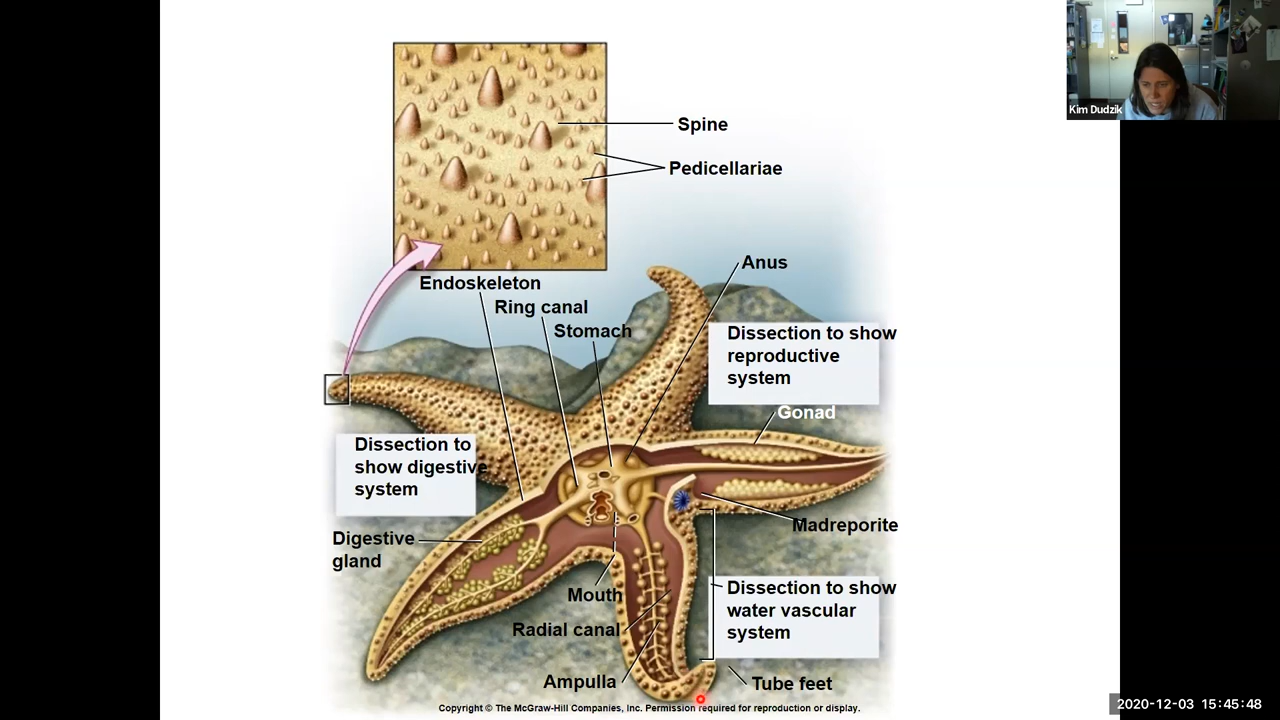 Kim Dudzik
Spine
Pedicellariae
Anus
Endoskeleton
Ring canal
Stomach
Dissection to show
reproductive
system
Gonad
Dissection to
show digestive
system
Madreporite
Digestive
gland
Mouth
Dissection to show
water vascular
system
Radial canal
Ampulla
Tube feet
Copyright © The McGraw-Hill Companies, Inc. Permission required for reproduction or display.
2020-12-03 15:45:48